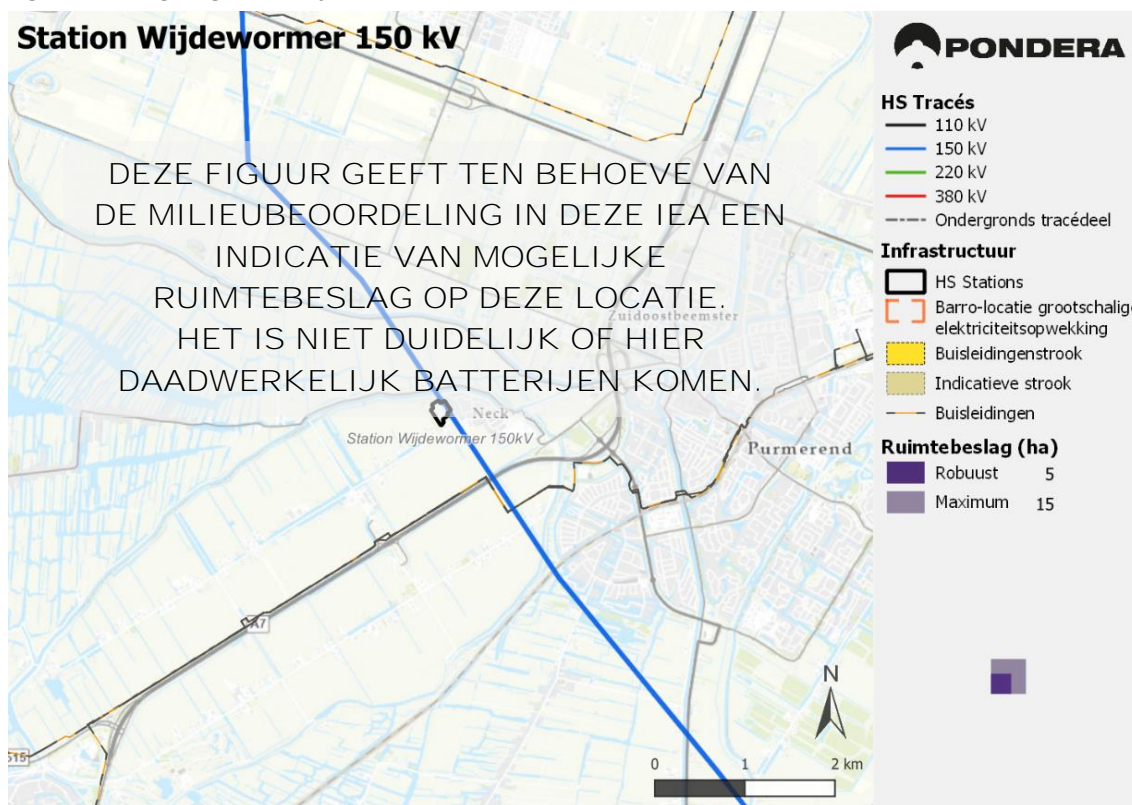 Station Wijdewormer 150 kV
DEZE FIGUUR GEEFT TEN BEHOEVE VAN
DE MILIEUBEOORDELING IN DEZE IEA EEN
INDICATIE VAN MOGELIJKE
RUIMTEBESLAG OP DEZE LOCATIE.
HET IS NIET DUIDELIJK OF HIER
DAADWERKELIJK BATTERIJEN KOMEN.
Zuidoostbeemster
Neck
Station Wijdewormer 150kV
Purmerend
A7
N
0 1 2 km
PONDERA
HS Tracés
110 kV
150 kV
220 kV
380 kV
Ondergronds tracédeel
Infrastructuur
HS Stations
Barro-locatie grootschalige
elektriciteitsopwekking
Buisleidingenstrook
Indicatieve strook
Buisleidingen
Ruimtebeslag (ha)
Robuust 5
Maximum 15